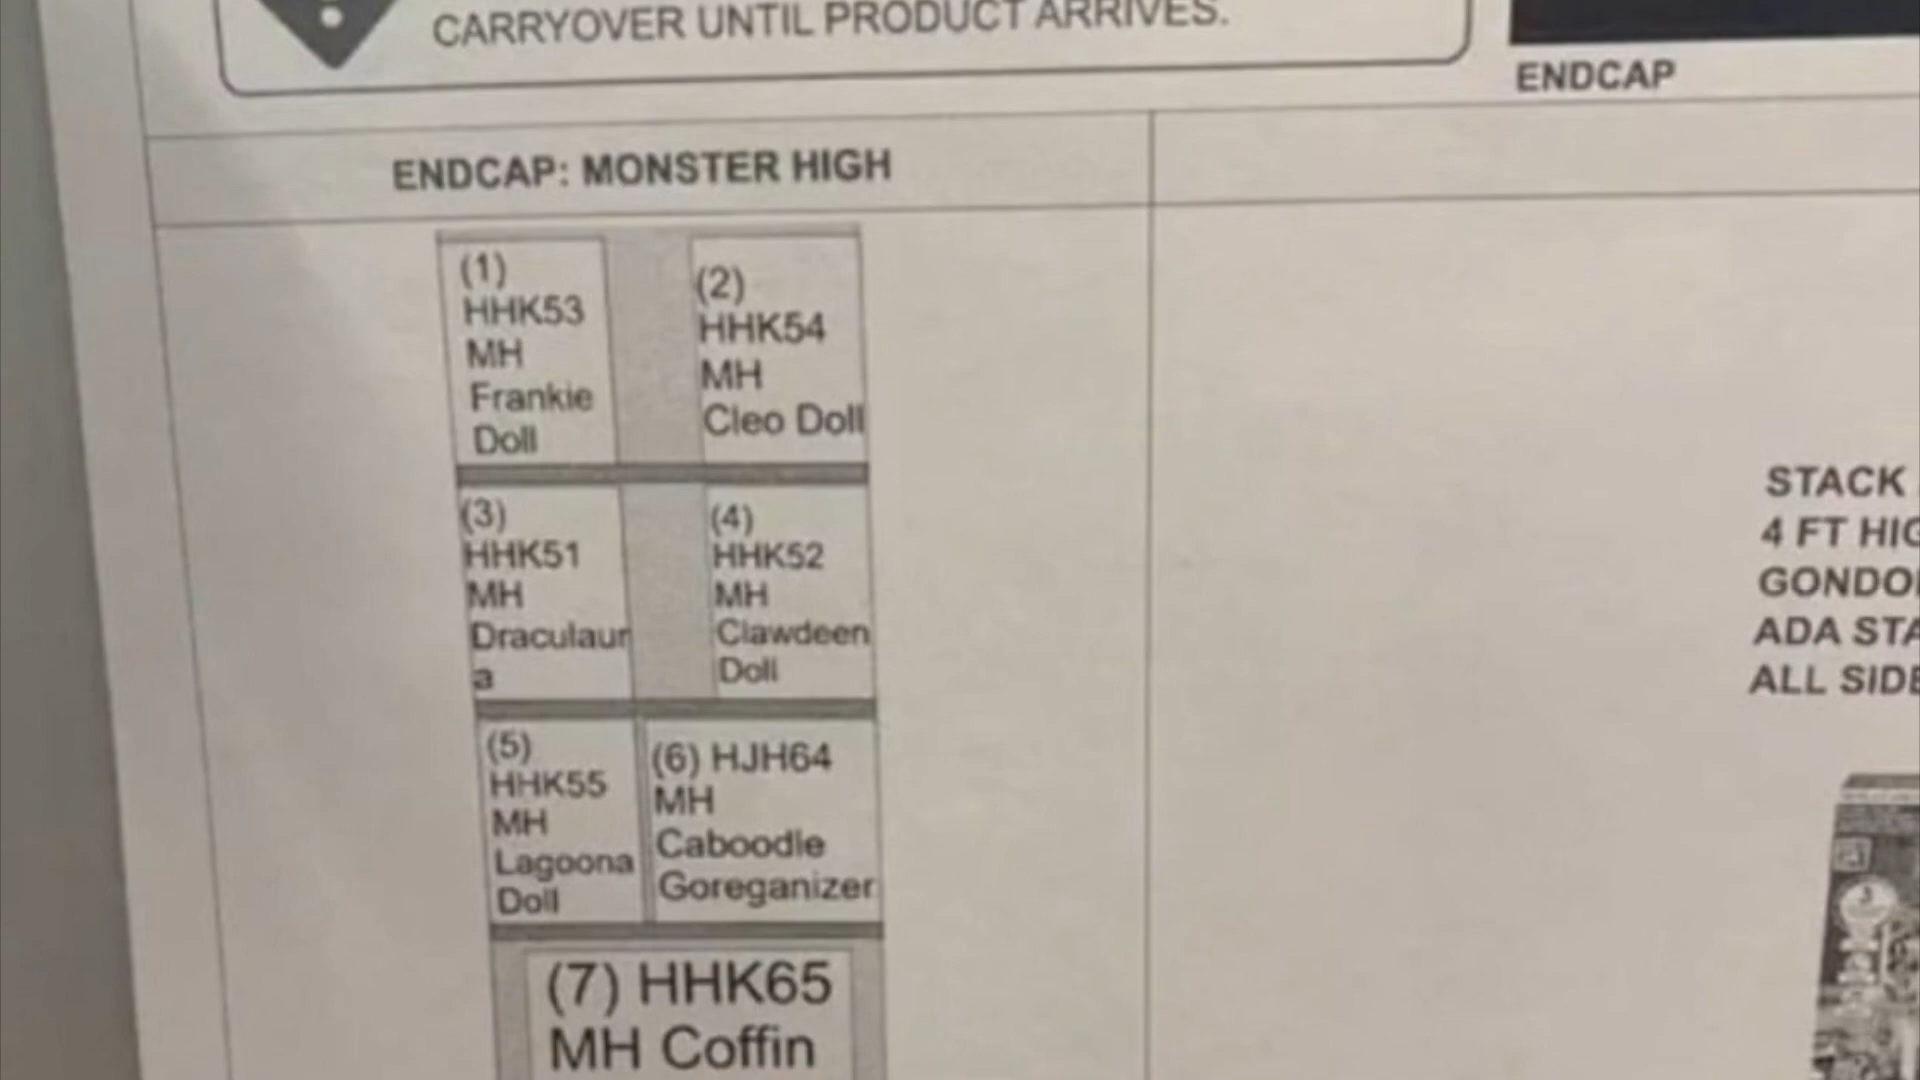 CARRYOVER UNTIL PRODUCT ARRIVES.
ENDCAP
ENDCAP: MONSTER HIGH
(1)
HHK53
MH
Frankie
Doll
(2)
HHK54
MH
Cleo Doll
(3)
HHK51
MH
Draculaur
a
(4)
HHK52
MH
Clawdeen
Doll
(5)
HHK55
MH
Lagoona
Doll
(6) HJH64
MH
Caboodle
Goreganizer
(7) HHK65
MH Coffin
STACK
4 FT HIG
GONDO
ADA STA
ALL SIDE